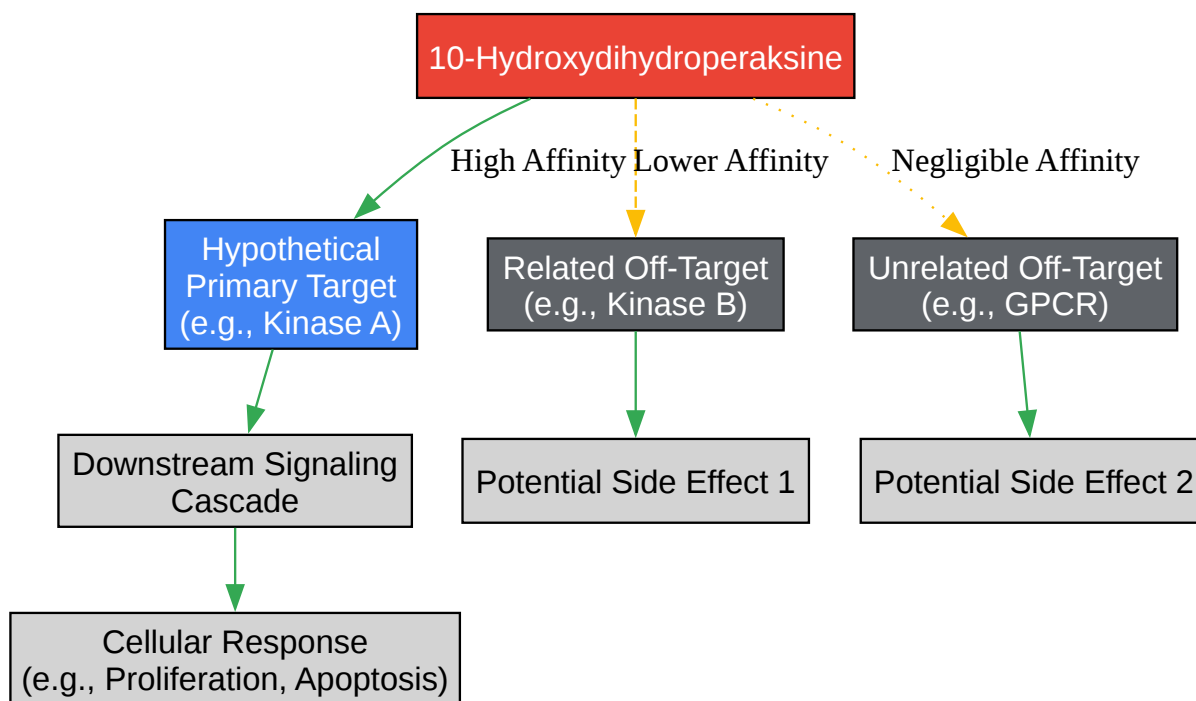 10-Hydroxydihydroperaksine
High Affinity
Lower Affinity
Negligible Affinity
Hypothetical
Primary Target
(e.g., Kinase A)
Related Off-Target
(e.g., Kinase B)
Unrelated Off-Target
(e.g., GPCR)
Downstream Signaling
Cascade
Potential Side Effect 1
Potential Side Effect 2
Cellular Response
(e.g., Proliferation, Apoptosis)